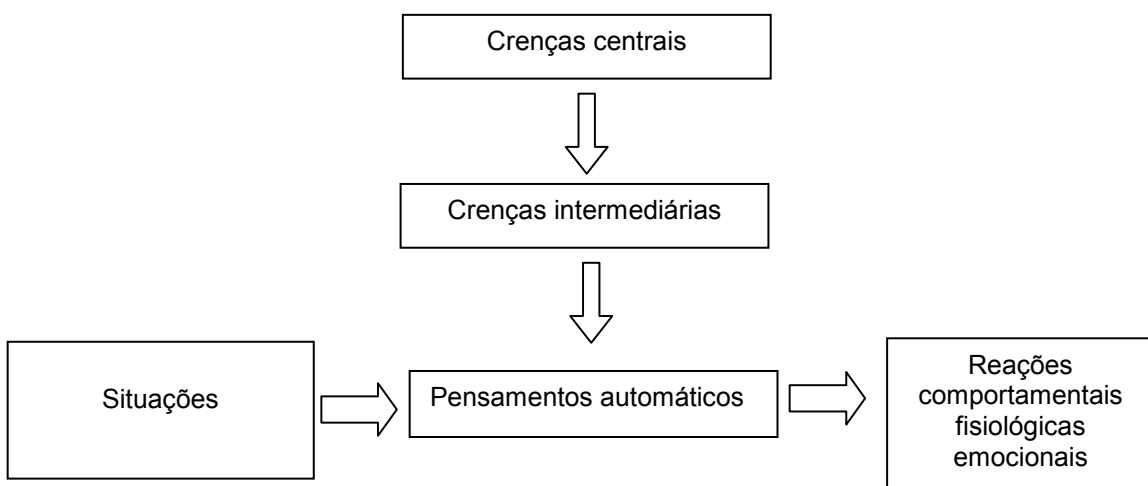 Crenças centrais
Crenças intermediárias
Situações
Pensamentos automáticos
Reações
comportamentais
fisiológicas
emocionais